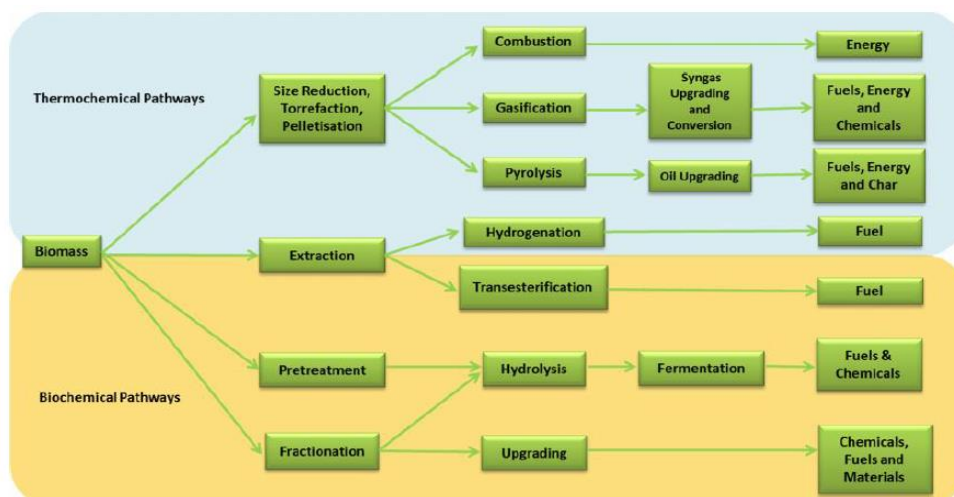 Thermochemical Pathways
Biomass
Biochemical Pathways
Size Reduction,
Torrefaction,
Pelletisation
Extraction
Pretreatment
Fractionation
Combustion
Gasification
Pyrolysis
Hydrogenation
Transesterification
Hydrolysis
Upgrading
Syngas
Upgrading
and
Conversion
Oil Upgrading
Fermentation
Energy
Fuels, Energy
and
Chemicals
Fuels, Energy
and Char
Fuel
Fuel
Fuels &
Chemicals
Chemicals,
Fuels and
Materials